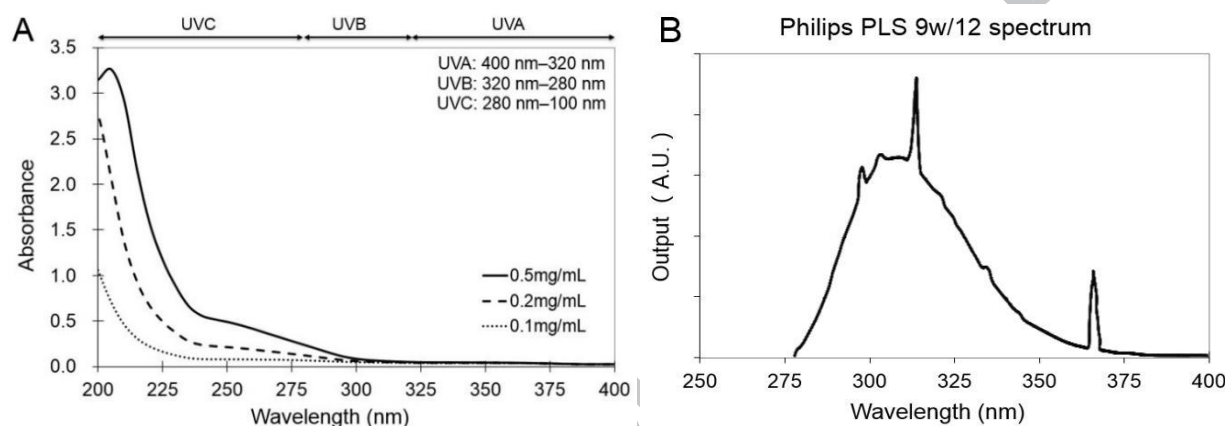 A
UVC UVB UVA
3.5
3.0
2.5
2.0
1.5
1.0
0.5
0.0
Absorbance
UVA: 400 nm–320 nm
UVB: 320 nm–280 nm
UVC: 280 nm–100 nm
0.5mg/mL
0.2mg/mL
0.1mg/mL
200 225 250 275 300 325 350 375 400
Wavelength (nm)
B
Philips PLS 9w/12 spectrum
Output ( A.U. )
250 275 300 325 350 375 400
Wavelength (nm)